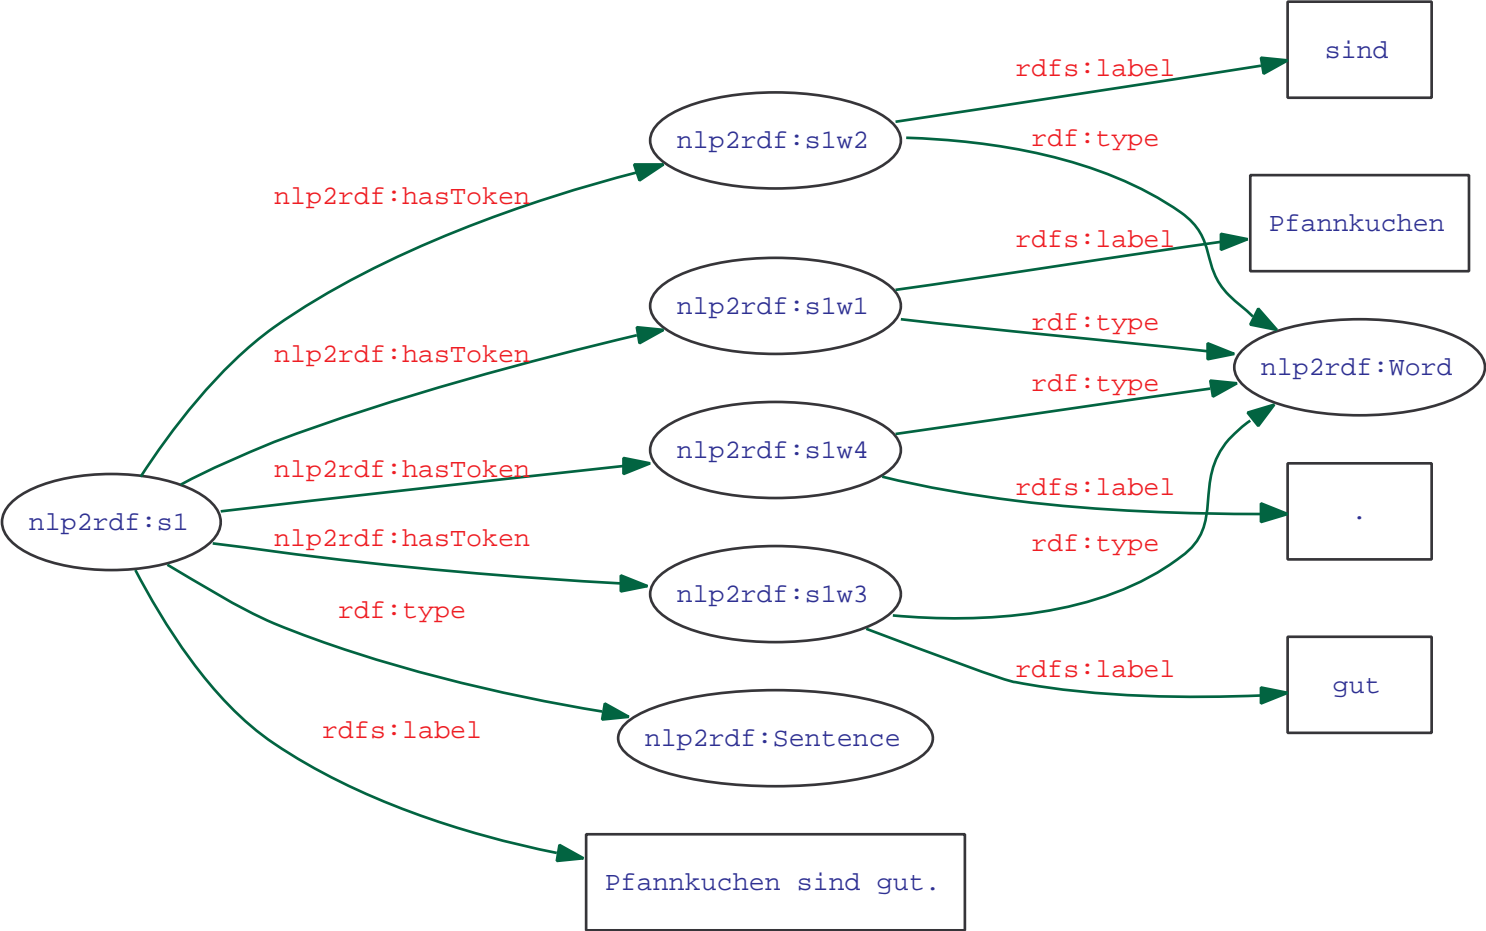 sind
rdfs:label
nlp2rdf:s1w2
rdf:type
nlp2rdf:hasToken
Pfannkuchen
rdfs:label
nlp2rdf:s1w1
rdf:type
nlp2rdf:hasToken
nlp2rdf:Word
rdf:type
nlp2rdf:s1w4
nlp2rdf:hasToken
rdfs:label
.
nlp2rdf:s1
nlp2rdf:hasToken
rdf:type
nlp2rdf:s1w3
rdf:type
rdfs:label
gut
rdfs:label
nlp2rdf:Sentence
Pfannkuchen sind gut.